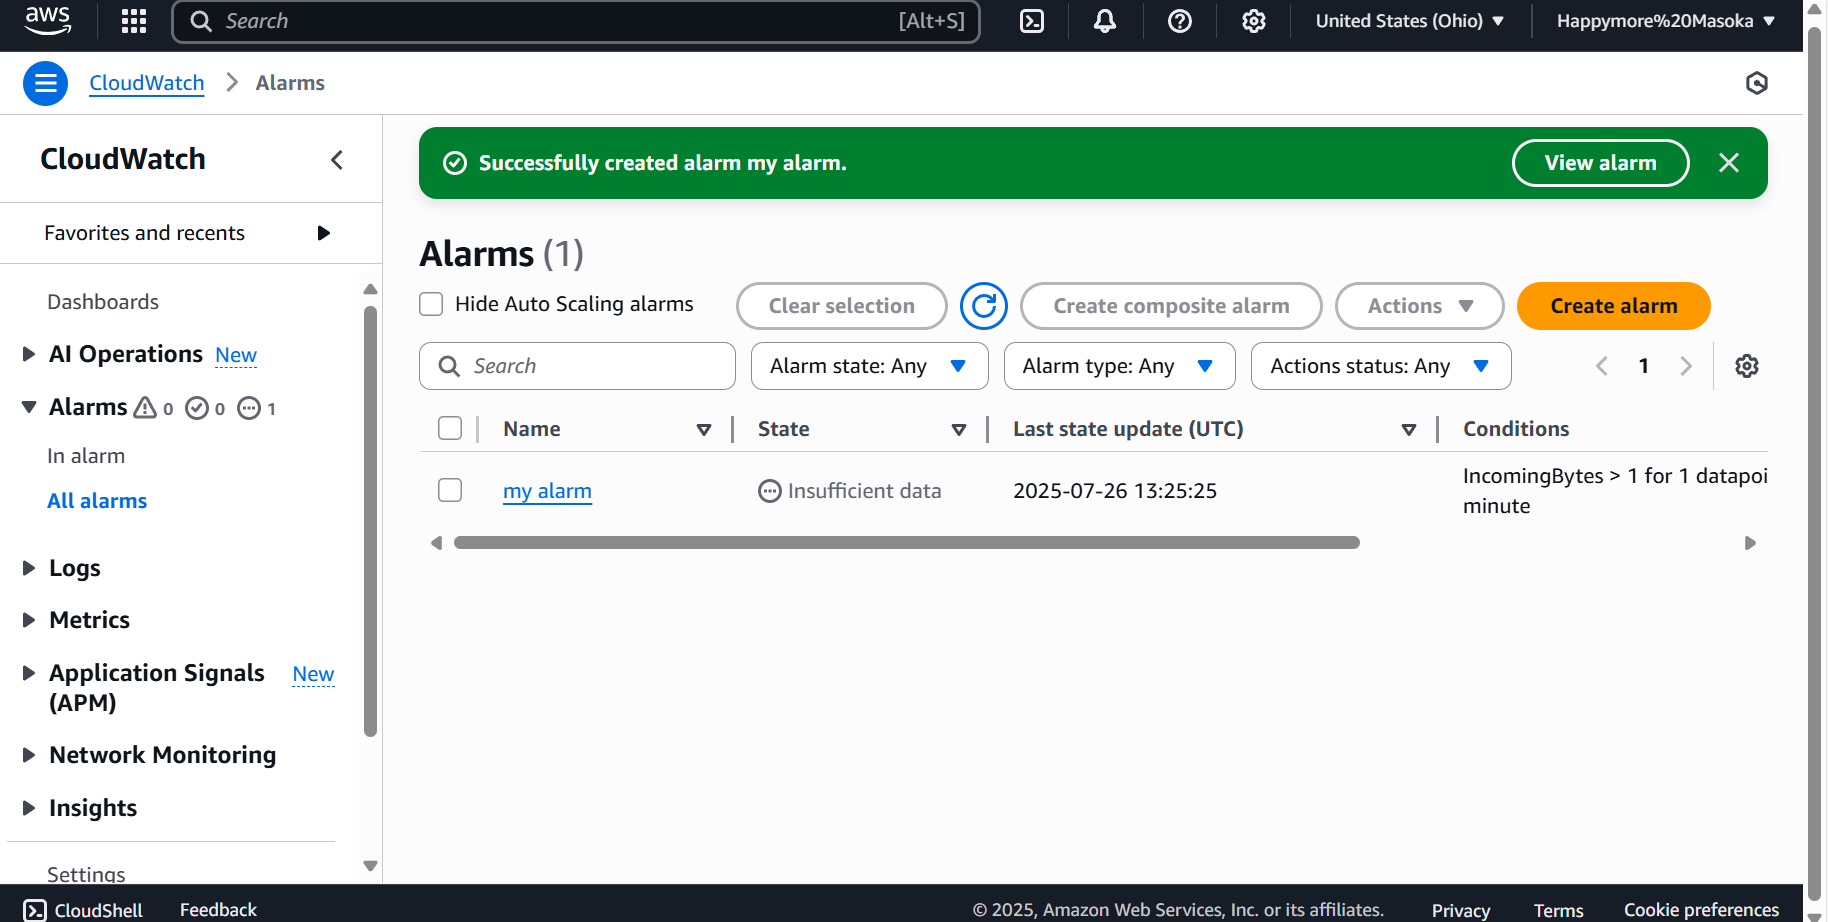 aws
Search
[Alt+S]
United States (Ohio)
Happymore%20Masoka
CloudWatch
Alarms
CloudWatch
Favorites and recents
Dashboards
AI Operations New
Alarms 0 0 1
In alarm
All alarms
Logs
Metrics
Application Signals New
(APM)
Network Monitoring
Insights
Settings
Successfully created alarm my alarm.
View alarm
Alarms (1)
Hide Auto Scaling alarms
Clear selection
Create composite alarm
Actions
Create alarm
Search
Alarm state: Any
Alarm type: Any
Actions status: Any
1
Name
State
Last state update (UTC)
Conditions
my alarm
Insufficient data
2025-07-26 13:25:25
IncomingBytes > 1 for 1 datapoi
minute
CloudShell
Feedback
© 2025, Amazon Web Services, Inc. or its affiliates.
Privacy
Terms
Cookie preferences